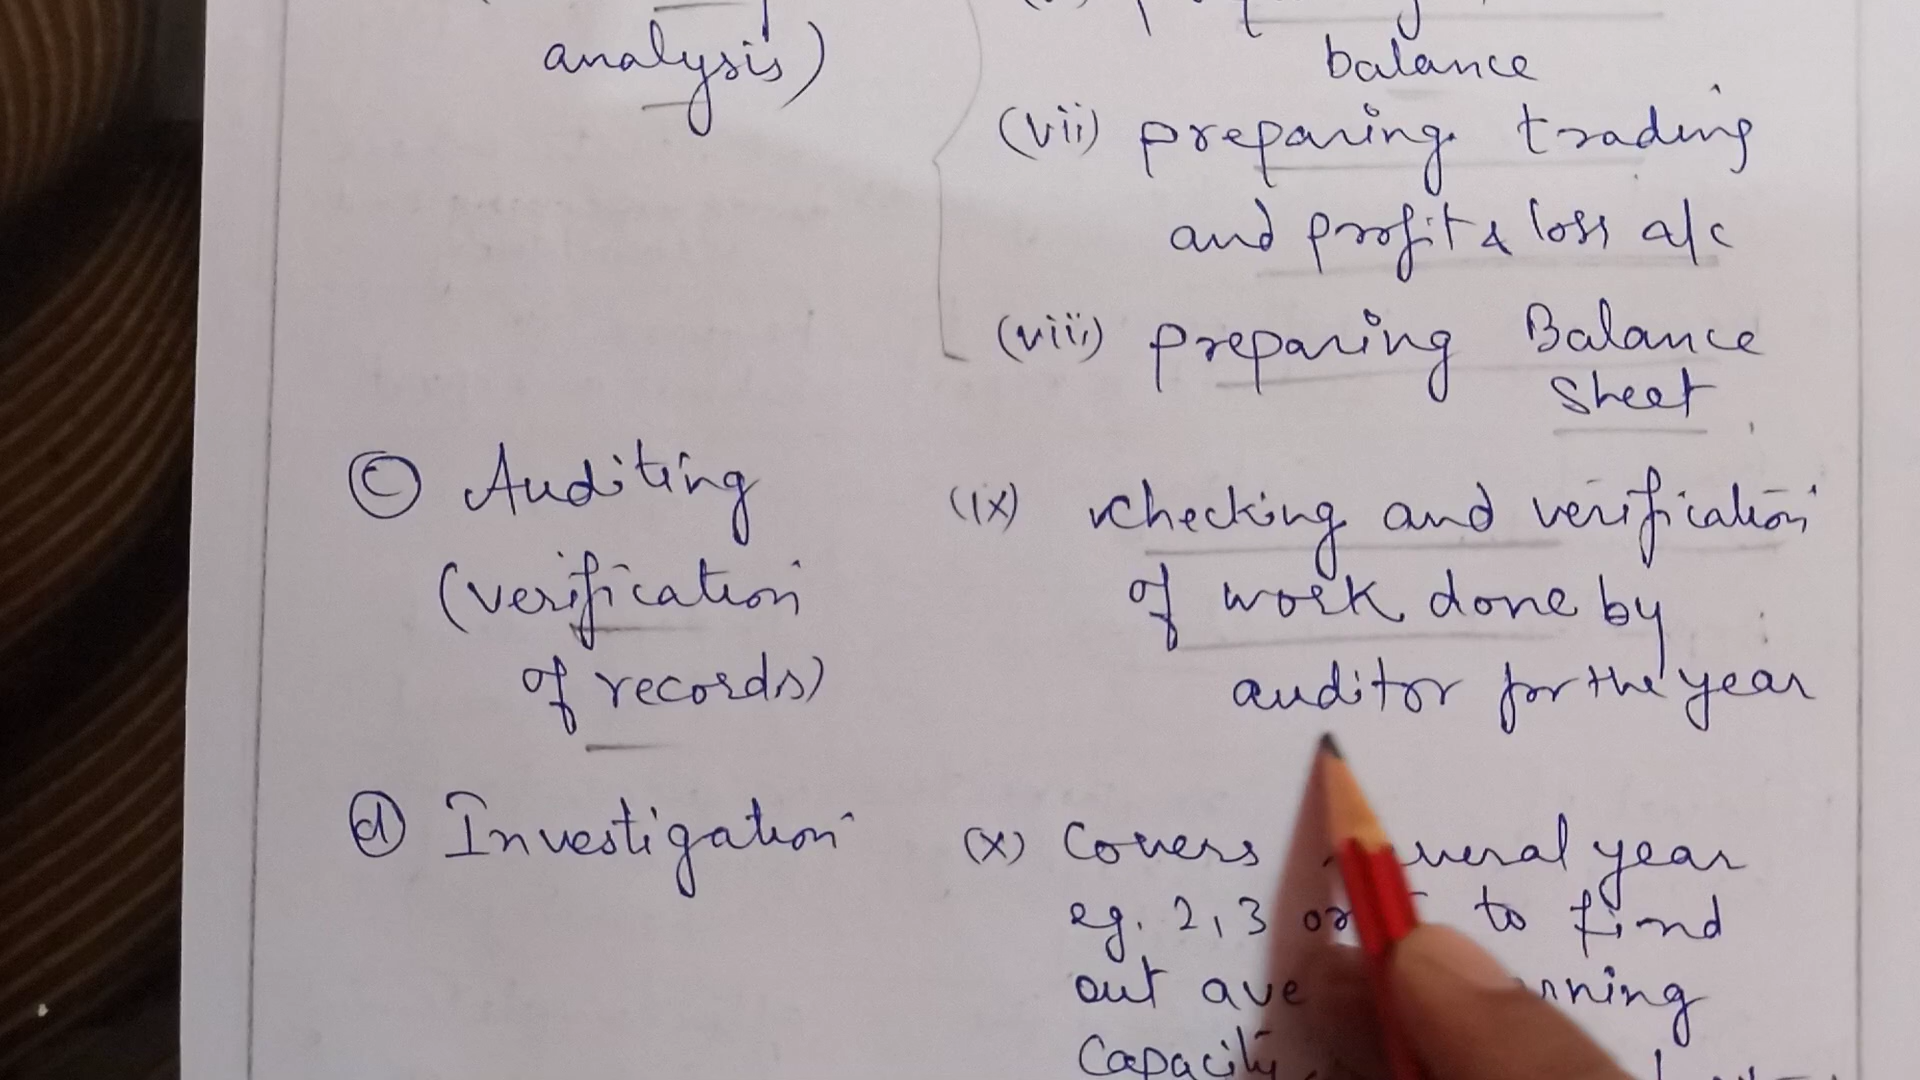 analysis)
balance
(vii) preparing trading
and profit & loss a/c
(viii) preparing Balance
Sheet
(c) Auditing
(verification
of records)
(ix) checking and verification
of work done by
auditor for the year
(d) Investigation
(x) Covers year
eg. 2, 3 or to find
out
Capacity